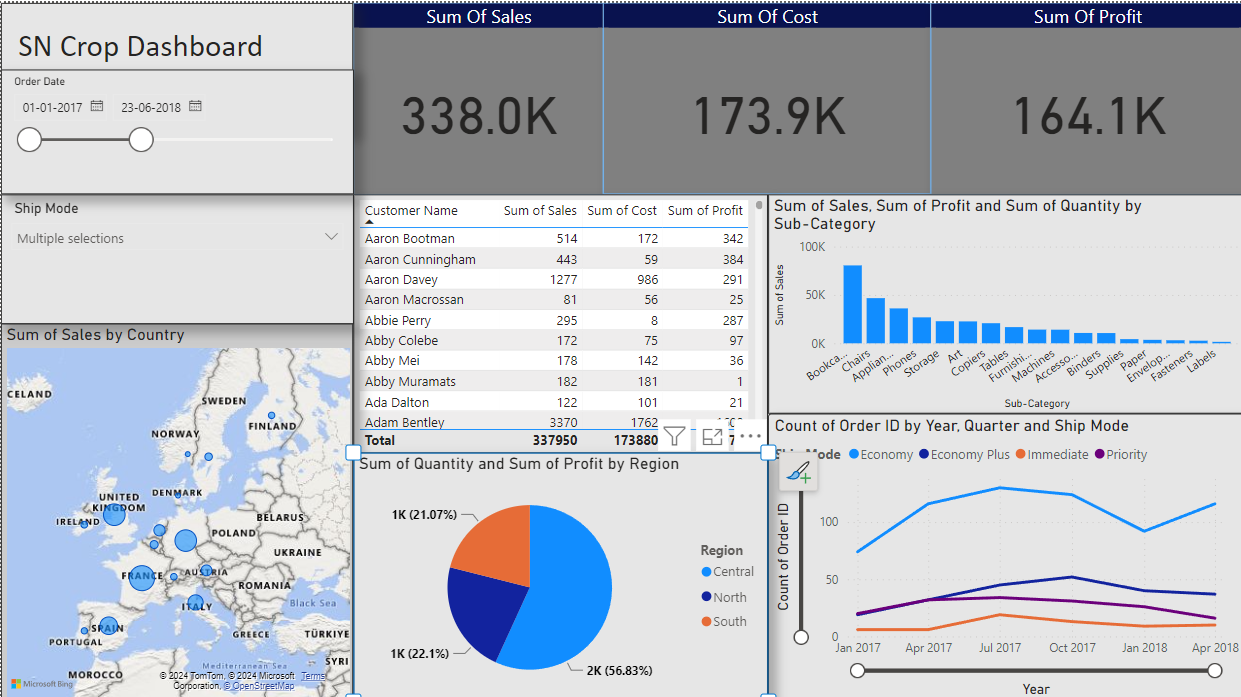 SN Crop Dashboard
Order Date
01-01-2017 23-06-2018
Ship Mode
Multiple selections
Sum Of Sales
338.0K
Sum Of Cost
173.9K
Sum Of Profit
164.1K
Customer Name Sum of Sales Sum of Cost Sum of Profit
Aaron Bootman 514 172 342
Aaron Cunningham 443 59 384
Aaron Davey 1277 986 291
Aaron Macrossan 81 56 25
Abbie Perry 295 8 287
Abby Colebe 172 75 97
Abby Mei 178 142 36
Abby Muramats 182 181 1
Ada Dalton 122 101 21
Adam Bentley 3370 1762
Total 337950 173880
Sum of Sales, Sum of Profit and Sum of Quantity by
Sub-Category
Sum of Sales
100K
50K
0K
Bookca... Chairs Applian... Phones Storage Art Copiers Tables Furnishi... Machines Accesso... Binders Supplies Paper Envelop... Fasteners Labels
Sub-Category
Sum of Sales by Country
CELAND
SWEDEN
FINLAND
NORWAY
UNITED
KINGDOM
DENMARK
IRELAND
BELARUS
POLAND
UKRAINE
FRANCE
AUSTRIA
ROMANIA
ITALY
Black Sea
SPAIN
PORTUGAL
GREECE
TÜRKİYE
Mediterranean Sea
SYRI
MOROCCO
Microsoft Bing
© 2024 TomTom, © 2024 Microsoft Terms
Corporation, © OpenStreetMap
Sum of Quantity and Sum of Profit by Region
1K (21.07%)
1K (22.1%)
2K (56.83%)
Region
Central
North
South
Count of Order ID by Year, Quarter and Ship Mode
Mode Economy Economy Plus Immediate Priority
Count of Order ID
100
50
0
Jan 2017 Apr 2017 Jul 2017 Oct 2017 Jan 2018 Apr 2018
Year